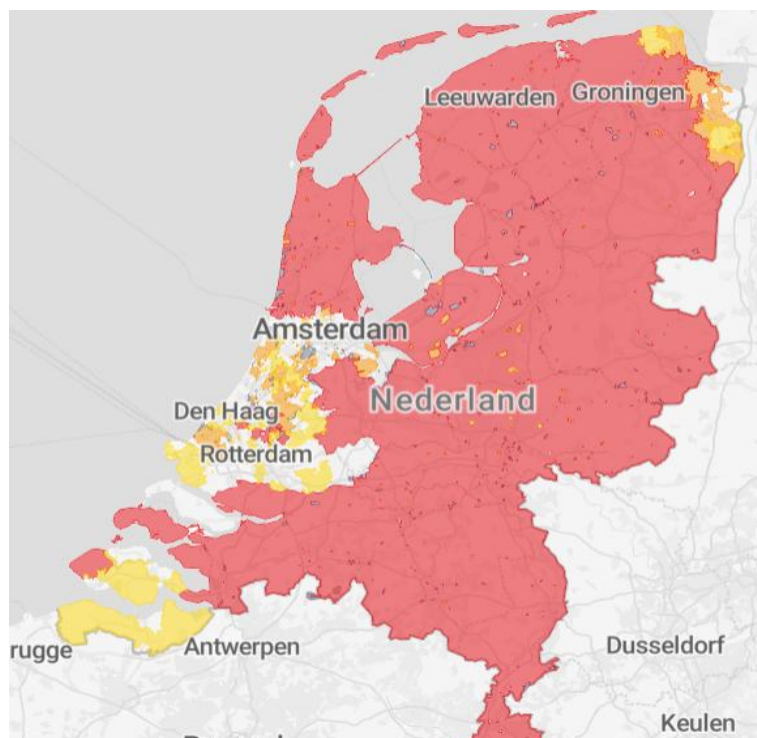 Leeuwarden
Groningen
Amsterdam
Den Haag
Nederland
Rotterdam
rugge
Antwerpen
Dusseldorf
Keulen